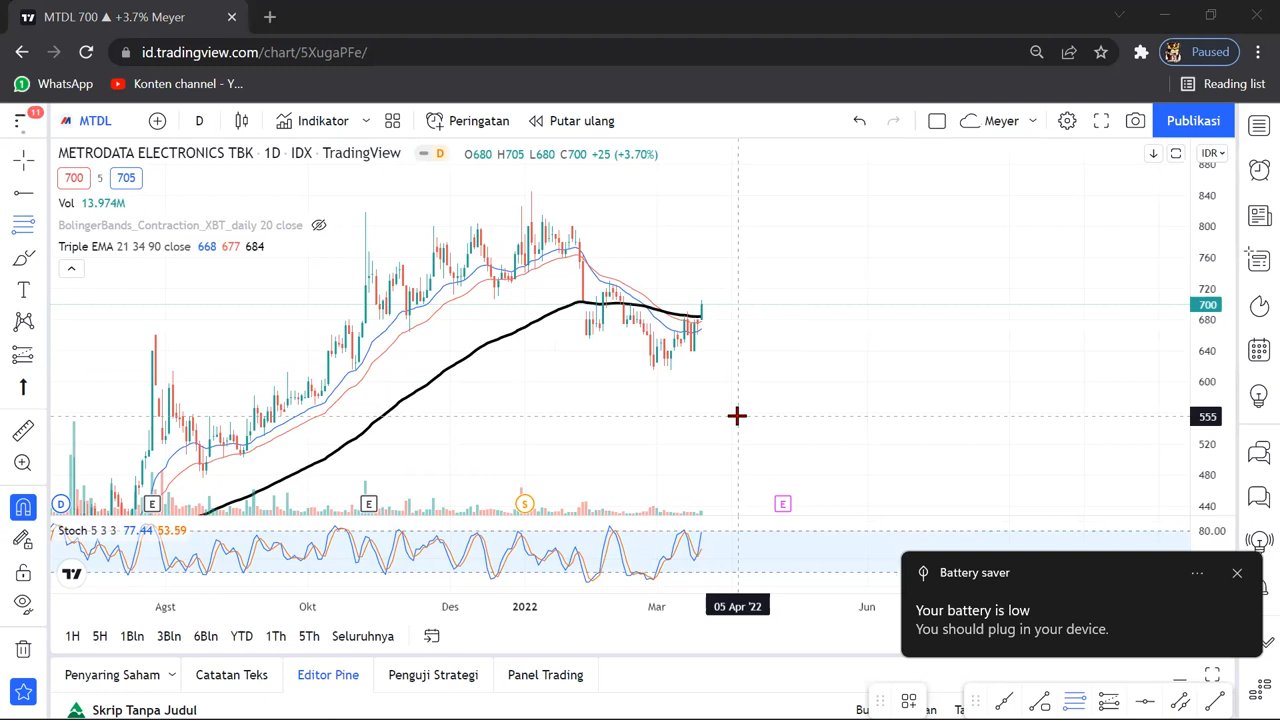 MTDL 700 ▲ +3.7% Meyer
id.tradingview.com/chart/5XugaPFe/
Paused
WhatsApp
Konten channel - Y...
Reading list
11
MTDL
D
Indikator
Peringatan
Putar ulang
Meyer
Publikasi
METRODATA ELECTRONICS TBK · 1D · IDX · TradingView
D
O680 H705 L680 C700 +25 (+3.70%)
IDR
700
5
705
Vol 13.974M
BolingerBands_Contraction_XBT_daily 20 close
Triple EMA 21 34 90 close 668 677 684
880
840
800
760
720
700
680
640
600
555
520
480
440
D
E
E
S
E
Stoch 5 3 3 77.44 53.59
80.00
Agst
Okt
Des
2022
Mar
05 Apr '22
Jun
Battery saver
Your battery is low
You should plug in your device.
1H
5H
1Bln
3Bln
6Bln
YTD
1Th
5Th
Seluruhnya
Penyaring Saham
Catatan Teks
Editor Pine
Penguji Strategi
Panel Trading
Skrip Tanpa Judul